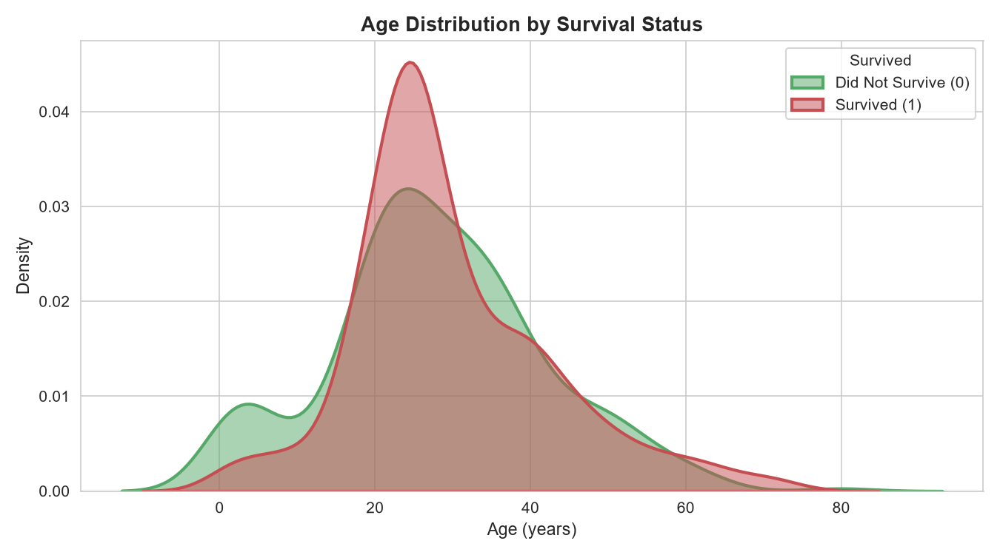 Age Distribution by Survival Status
Survived
Did Not Survive (0)
Survived (1)
Density
0.04
0.03
0.02
0.01
0.00
0 20 40 60 80
Age (years)